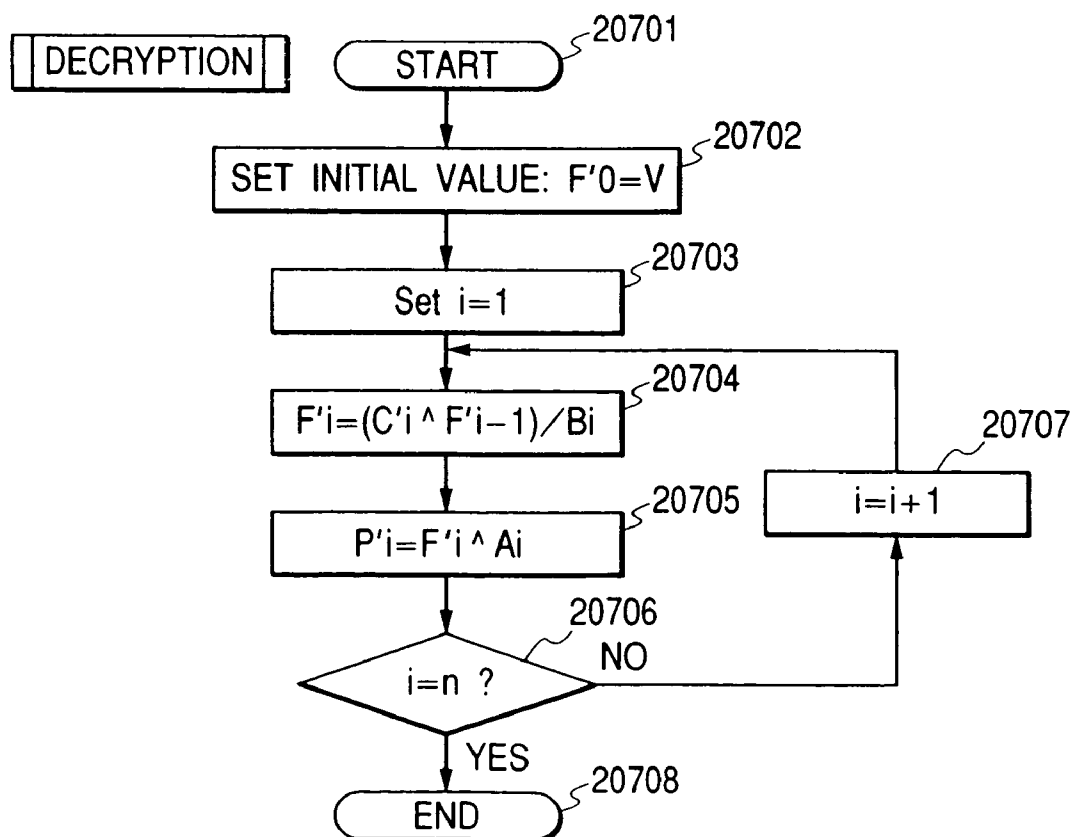 DECRYPTION
START
20701
SET INITIAL VALUE: F'0=V
20702
Set i=1
20703
F'i=(C'i ^ F'i-1)/Bi
20704
P'i=F'i ^ Ai
20705
i=i+1
20707
i=n ?
20706
NO
YES
END
20708